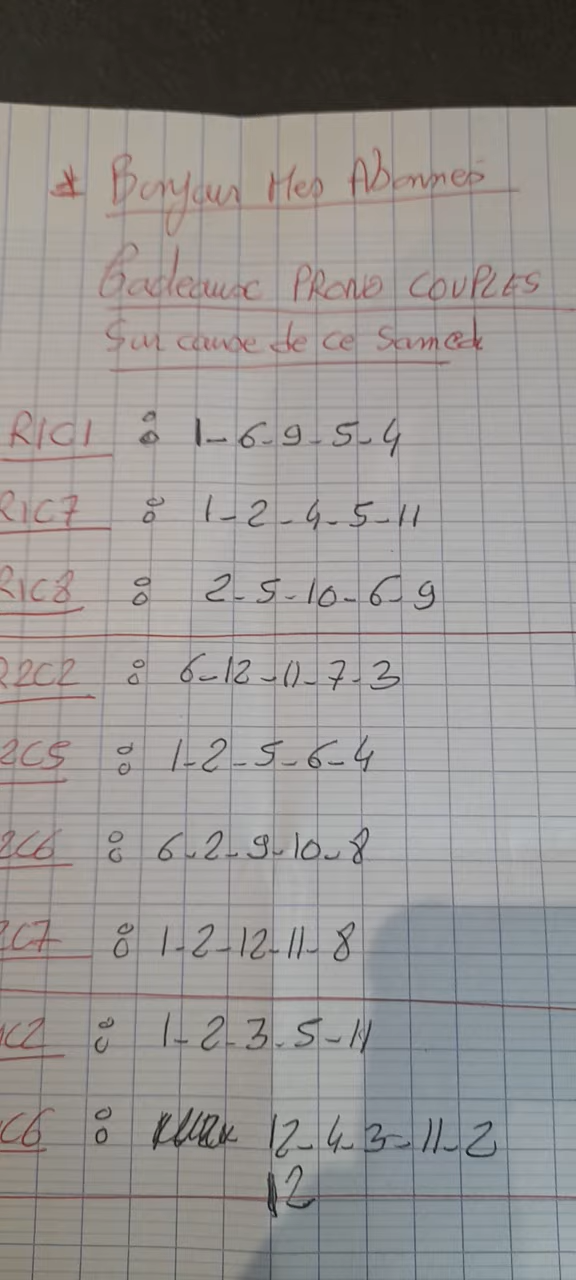 * Bonjour Mes Abonnés
Cadeaux PRONO COUPLES
Sur course de ce Samedi
R1C1 : 1-6-9-5-4
R1C7 : 1-2-4-5-11
R1C8 : 2-5-10-6-9
R2C2 : 6-12-11-7-3
2C5 : 1-2-5-6-4
2C6 : 6-2-9-10-8
2C7 : 1-2-12-11-8
C2 : 1-2-3-5-11
C6 : 12-4-3-11-2
12